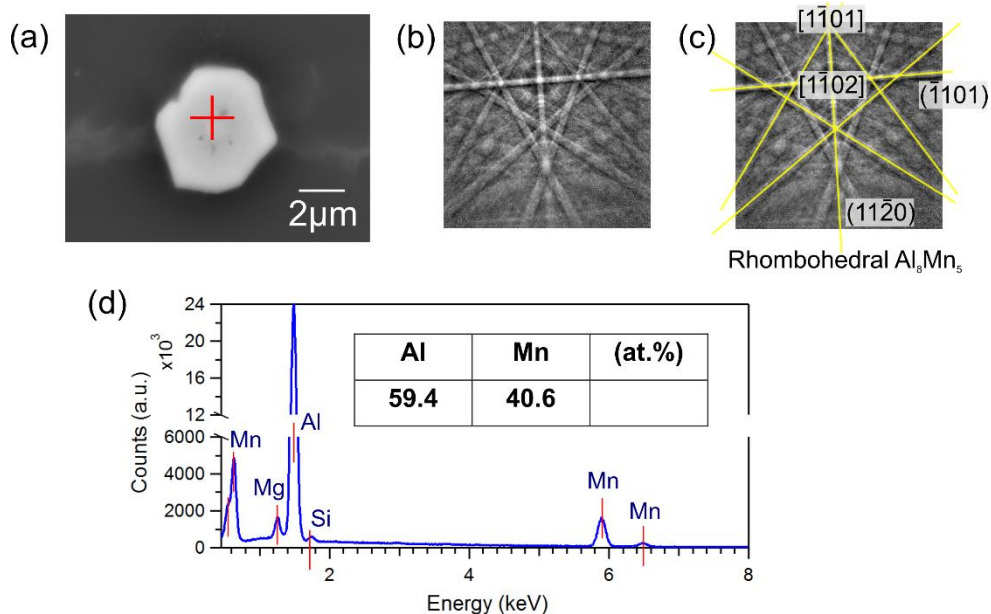 (a)
2μm
(b)
(c)
[11̅01]
[11̅02]
(1̅101)
(112̅0)
Rhombohedral Al₈Mn₅
(d)
Counts (a.u.)
x10³
24
20
16
12
6000
4000
2000
0
Al Mn (at.%)
59.4 40.6
Mn
Mg
Al
Si
Mn
Mn
2 4 6 8
Energy (keV)